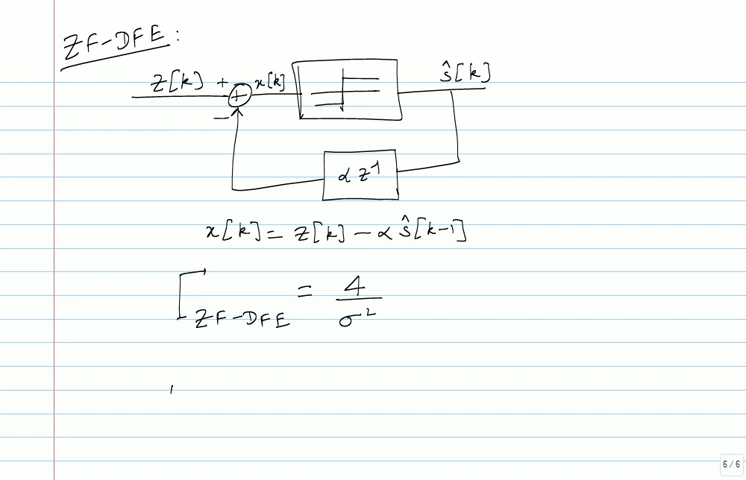 ZF-DFE:
z[k] + + x[k] ŝ[k]
−
α z⁻¹
x[k] = z[k] − α ŝ[k−1]
Γ_ZF-DFE = 4/σ²
6/6